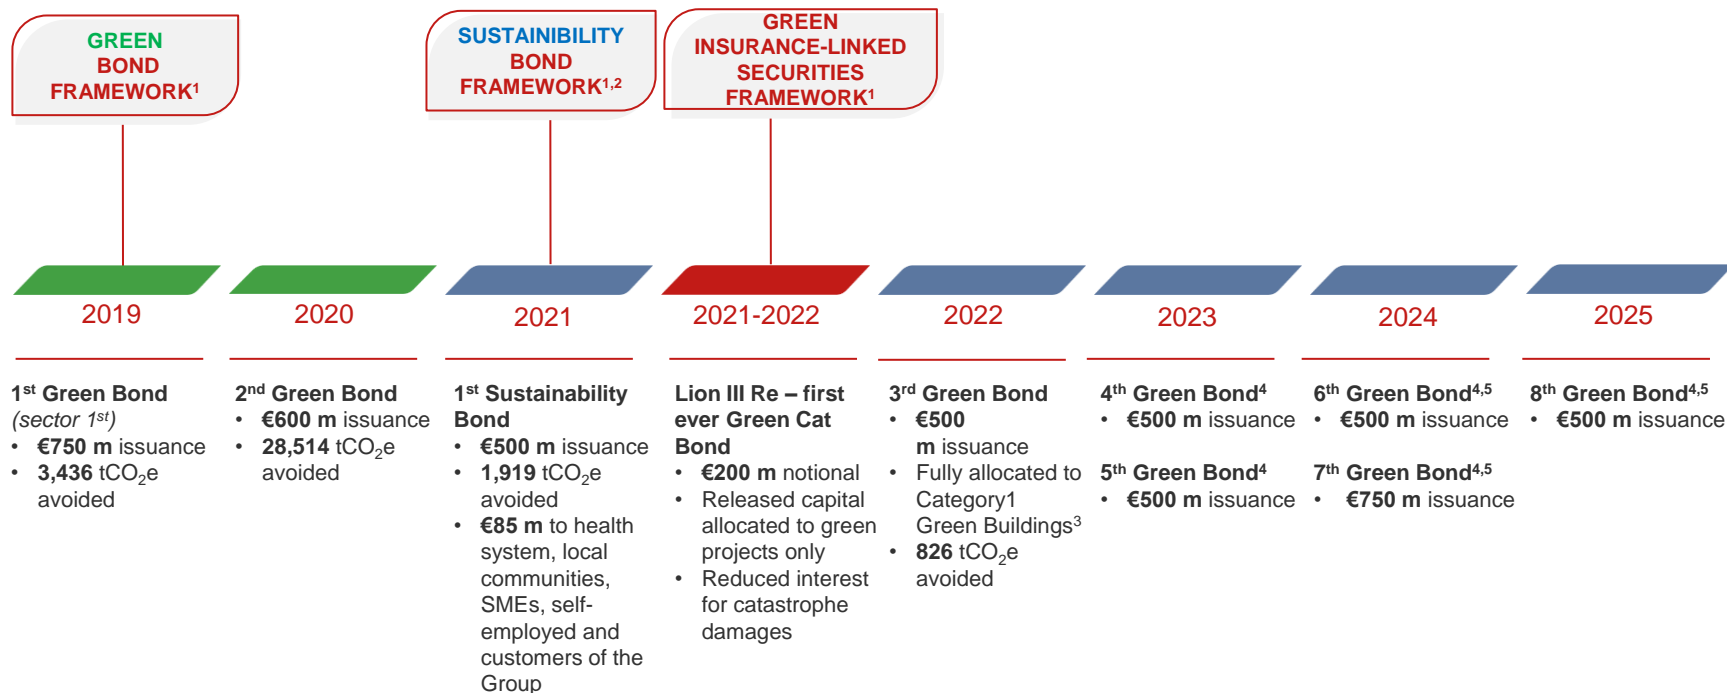 GREEN
BOND
FRAMEWORK¹
SUSTAINIBILITY
BOND
FRAMEWORK¹,²
GREEN
INSURANCE-LINKED
SECURITIES
FRAMEWORK¹
2019
1st Green Bond
(sector 1st)
• €750 m issuance
• 3,436 tCO₂e
avoided
2020
2nd Green Bond
• €600 m issuance
• 28,514 tCO₂e
avoided
2021
1st Sustainability
Bond
• €500 m issuance
• 1,919 tCO₂e
avoided
• €85 m to health
system, local
communities,
SMEs, self-
employed and
customers of the
Group
2021-2022
Lion III Re – first
ever Green Cat
Bond
• €200 m notional
• Released capital
allocated to green
projects only
• Reduced interest
for catastrophe
damages
2022
3rd Green Bond
• €500
m issuance
• Fully allocated to
Category1
Green Buildings³
• 826 tCO₂e
avoided
2023
4th Green Bond⁴
• €500 m issuance
5th Green Bond⁴
• €500 m issuance
2024
6th Green Bond⁴,⁵
• €500 m issuance
7th Green Bond⁴,⁵
• €750 m issuance
2025
8th Green Bond⁴,⁵
• €500 m issuance